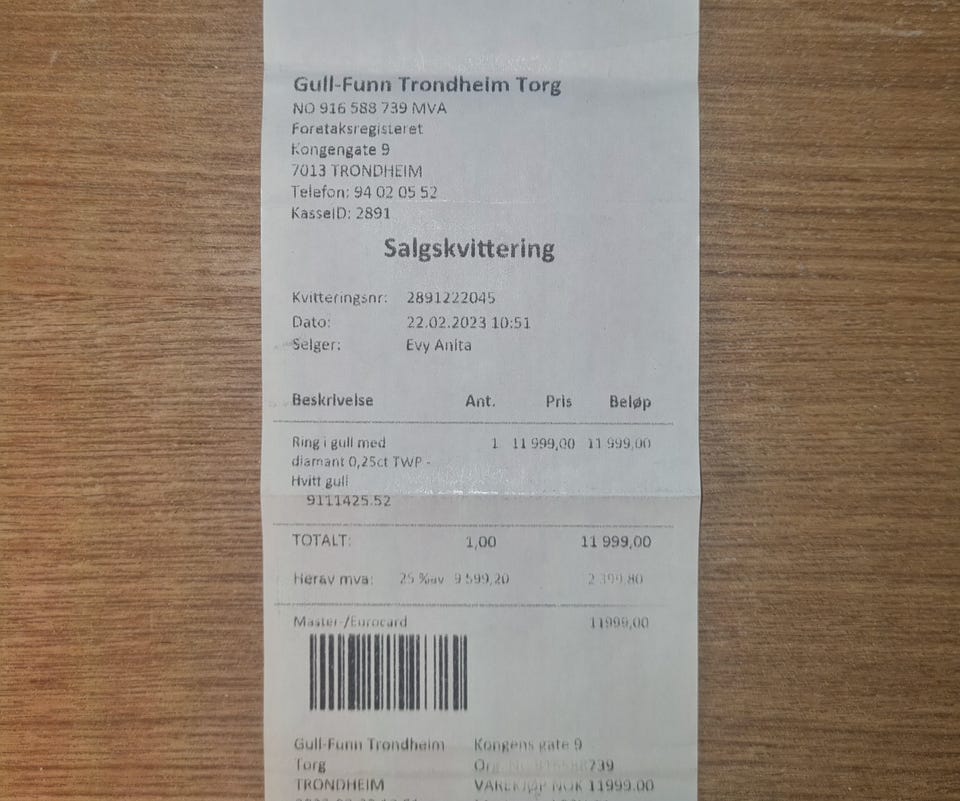 Gull-Funn Trondheim Torg
NO 916 588 739 MVA
Foretaksregisteret
Kongengate 9
7013 TRONDHEIM
Telefon: 94 02 05 52
KasseID: 2891
Salgskvittering
Kvitteringsnr: 2891222045
Dato: 22.02.2023 10:51
Selger: Evy Anita
Beskrivelse Ant. Pris Beløp
Ring i gull med 1 11 999,00 11 999,00
diamant 0,25ct TWP -
Hvitt gull
9111425.52
TOTALT: 1,00 11 999,00
Herav mva: 25 %av 9 599,20 2 399,80
Master-/Eurocard 11999,00
Gull-Funn Trondheim Kongens gate 9
Torg Org. 739
TRONDHEIM VAREKJØP NOK 11999.00